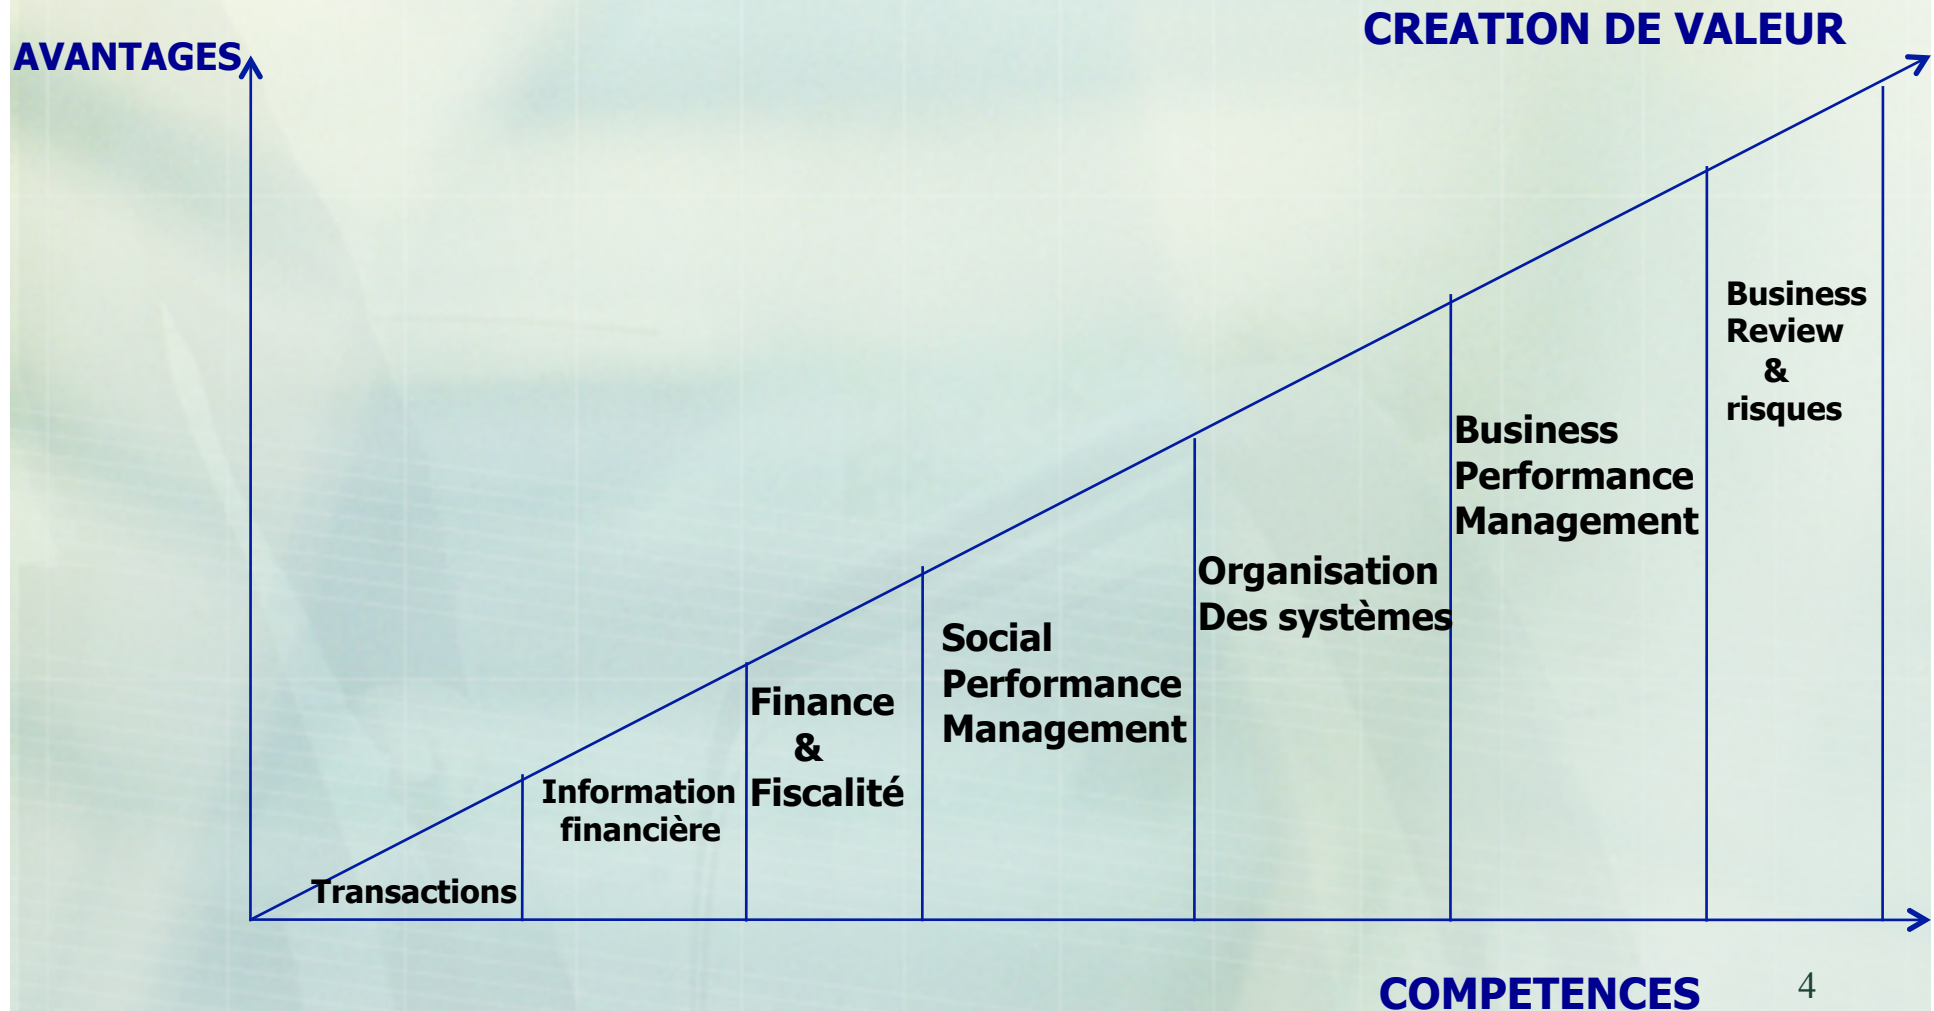 CREATION DE VALEUR
AVANTAGES
Business
Review
&
risques
Business
Performance
Management
Organisation
Des systèmes
Social
Performance
Management
Finance
&
Fiscalité
Information
financière
Transactions
COMPETENCES
4